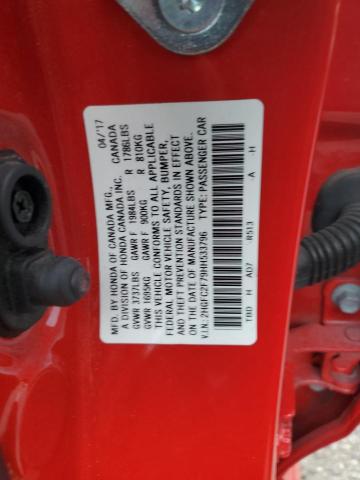 MFD. BY HONDA OF CANADA MFG., 04/17
A DIVISION OF HONDA CANADA INC. CANADA
GVWR 3737LBS GAWR F 1984LBS R 1786LBS
GVWR 1695KG GAWR F 900KG R 810KG
THIS VEHICLE CONFORMS TO ALL APPLICABLE
FEDERAL MOTOR VEHICLE SAFETY, BUMPER,
AND THEFT PREVENTION STANDARDS IN EFFECT
ON THE DATE OF MANUFACTURE SHOWN ABOVE.
V.I.N.: 2HGFC2F79HH533796 TYPE: PASSENGER CAR
TBD H A07 R513 A -H